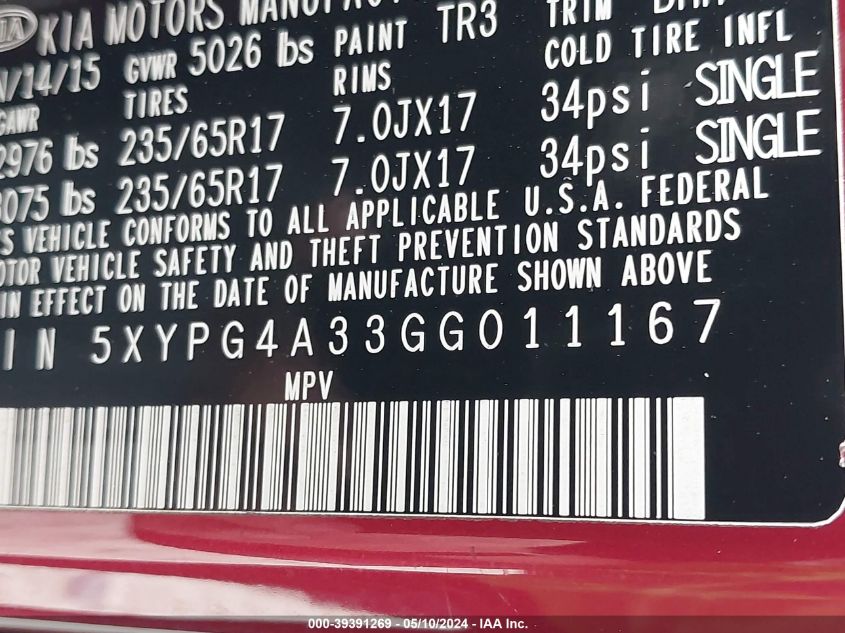 KIA KIA MOTORS
/14/15 GVWR 5026 lbs PAINT TR3 TRIM
GAWR TIRES RIMS COLD TIRE INFL
2976 lbs 235/65R17 7.0JX17 34psi SINGLE
3075 lbs 235/65R17 7.0JX17 34psi SINGLE
VEHICLE CONFORMS TO ALL APPLICABLE U.S.A. FEDERAL
VEHICLE SAFETY AND THEFT PREVENTION STANDARDS
IN EFFECT ON THE DATE OF MANUFACTURE SHOWN ABOVE
IN 5XYPG4A33GG011167
MPV
000-39391269 - 05/10/2024 - IAA Inc.